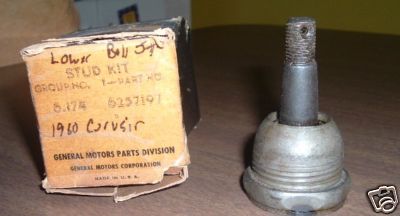 Lower Ball Jt
STUD KIT
GROUP NO. 1-PART NO.
6.174 6257197
1960 Corvair
GENERAL MOTORS PARTS DIVISION
GENERAL MOTORS CORPORATION
MADE IN U.S.A.